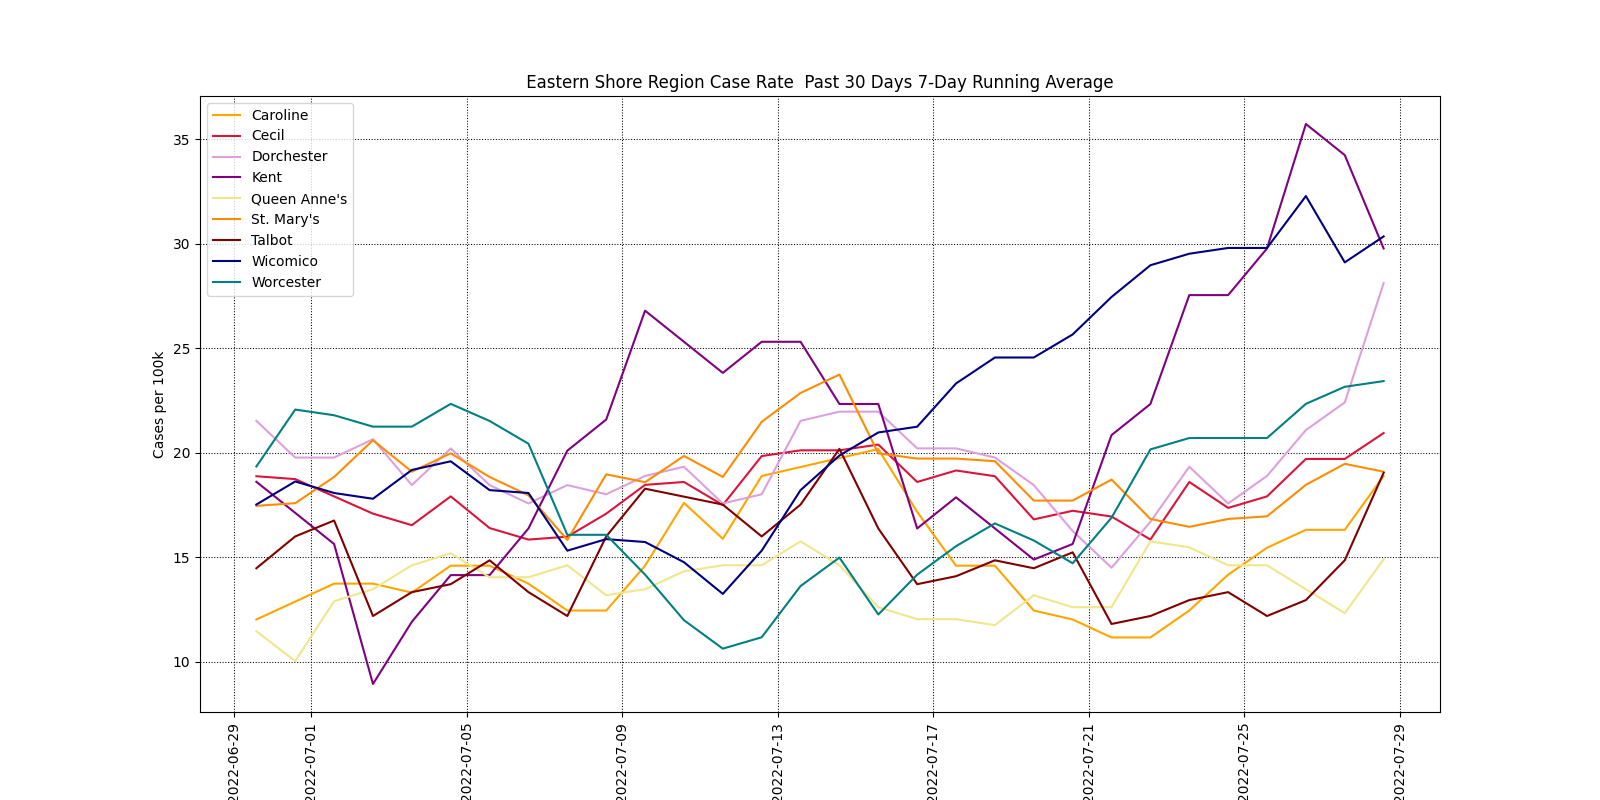 Eastern Shore Region Case Rate  Past 30 Days 7-Day Running Average
Caroline
Cecil
Dorchester
Kent
Queen Anne's
St. Mary's
Talbot
Wicomico
Worcester
Cases per 100k
35
30
25
20
15
10
2022-06-29
2022-07-01
2022-07-05
2022-07-09
2022-07-13
2022-07-17
2022-07-21
2022-07-25
2022-07-29